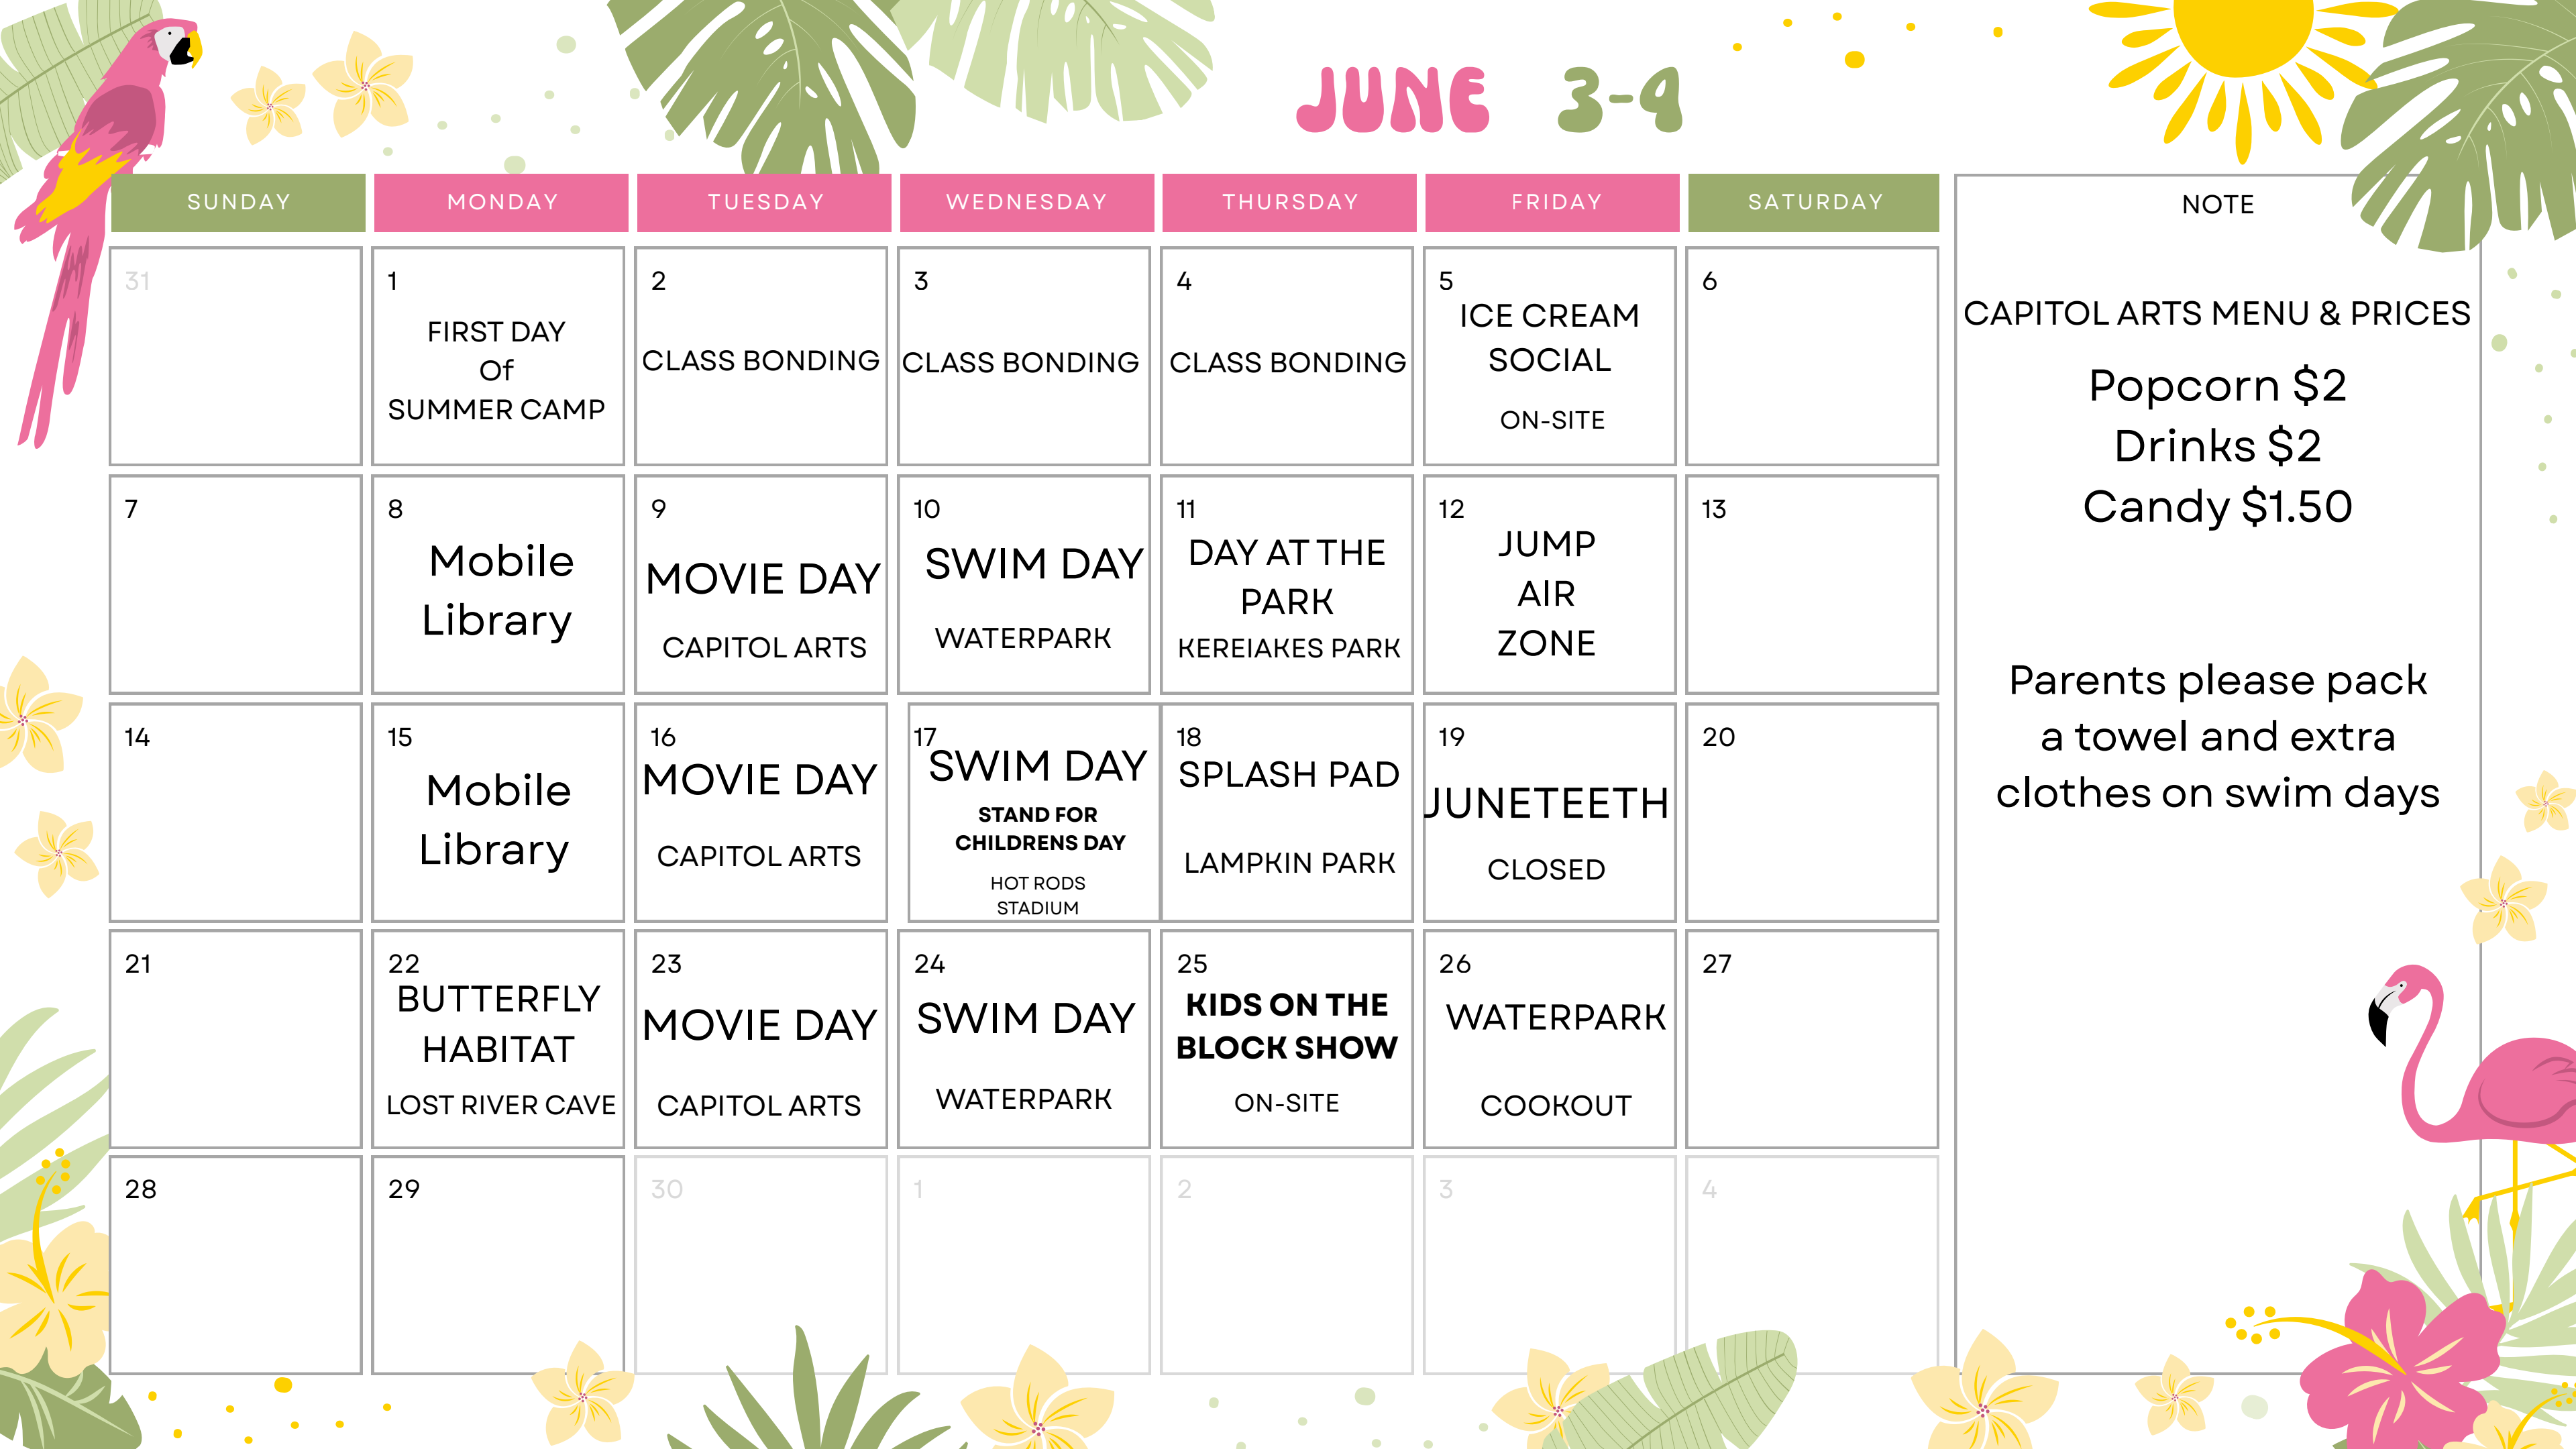 JUNE 3-4
SUNDAY
MONDAY
TUESDAY
WEDNESDAY
THURSDAY
FRIDAY
SATURDAY
31
1
FIRST DAY
Of
SUMMER CAMP
2
CLASS BONDING
3
CLASS BONDING
4
CLASS BONDING
5
ICE CREAM
SOCIAL
ON-SITE
6
7
8
Mobile
Library
9
MOVIE DAY
CAPITOL ARTS
10
SWIM DAY
WATERPARK
11
DAY AT THE
PARK
KEREIAKES PARK
12
JUMP
AIR
ZONE
13
14
15
Mobile
Library
16
MOVIE DAY
CAPITOL ARTS
17
SWIM DAY
STAND FOR
CHILDRENS DAY
HOT RODS
STADIUM
18
SPLASH PAD
LAMPKIN PARK
19
JUNETEETH
CLOSED
20
21
22
BUTTERFLY
HABITAT
LOST RIVER CAVE
23
MOVIE DAY
CAPITOL ARTS
24
SWIM DAY
WATERPARK
25
KIDS ON THE
BLOCK SHOW
ON-SITE
26
WATERPARK
COOKOUT
27
28
29
30
1
2
3
4
NOTE
CAPITOL ARTS MENU & PRICES
Popcorn $2
Drinks $2
Candy $1.50
Parents please pack
a towel and extra
clothes on swim days